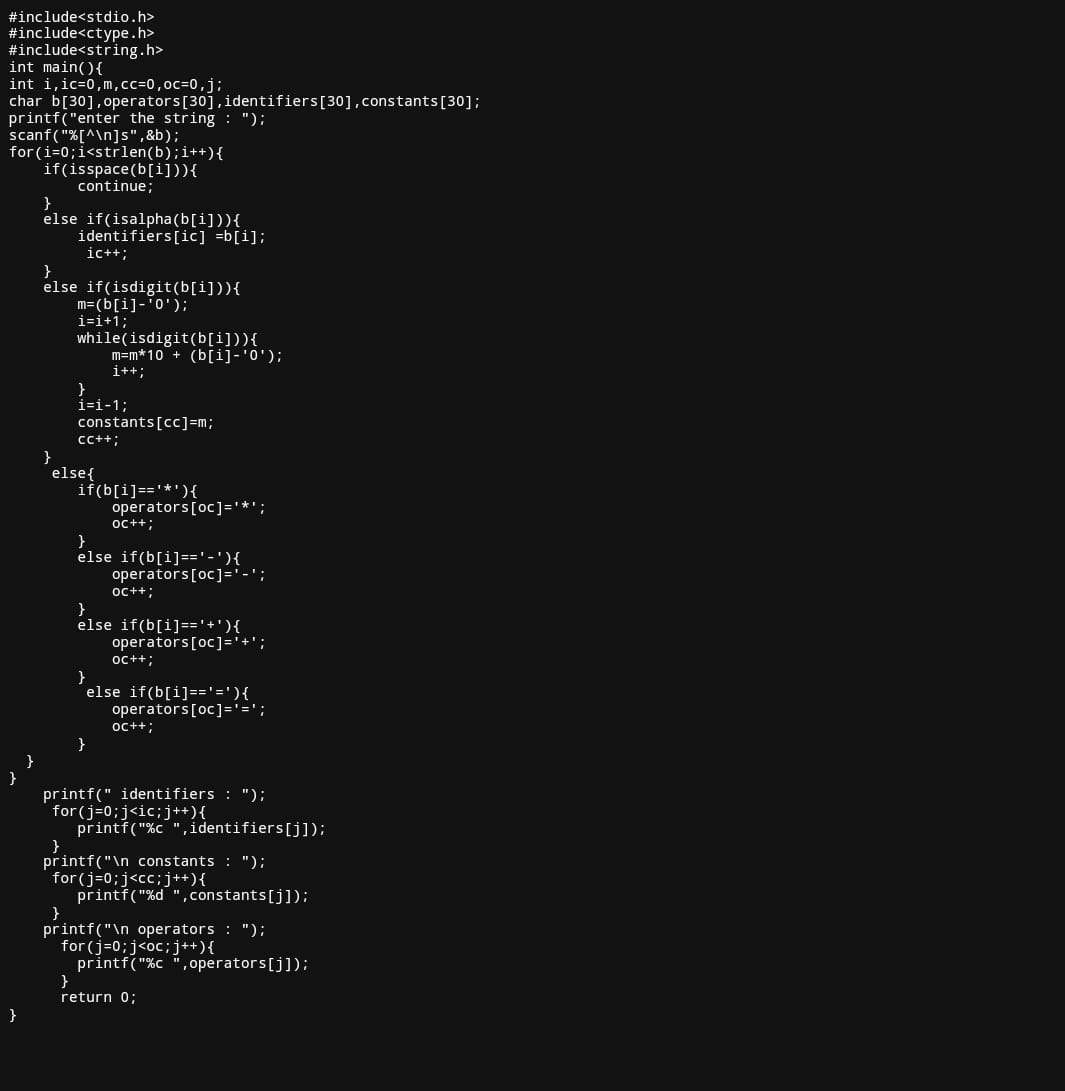 #include<stdio.h>
#include<ctype.h>
#include<string.h>
int main(){
int i,ic=0,m,cc=0,oc=0,j;
char b[30],operators[30],identifiers[30],constants[30];
printf("enter the string : ");
scanf("%[^\n]s",&b);
for(i=0;i<strlen(b);i++){
    if(isspace(b[i])){
        continue;
    }
    else if(isalpha(b[i])){
        identifiers[ic] =b[i];
         ic++;
    }
    else if(isdigit(b[i])){
        m=(b[i]-'0');
        i=i+1;
        while(isdigit(b[i])){
            m=m*10 + (b[i]-'0');
            i++;
        }
        i=i-1;
        constants[cc]=m;
        cc++;
    }
     else{
        if(b[i]=='*'){
            operators[oc]='*';
            oc++;
        }
        else if(b[i]=='-'){
            operators[oc]='-';
            oc++;
        }
        else if(b[i]=='+'){
            operators[oc]='+';
            oc++;
        }
         else if(b[i]=='='){
            operators[oc]='=';
            oc++;
        }
  }
}
    printf(" identifiers : ");
     for(j=0;j<ic;j++){
        printf("%c ",identifiers[j]);
     }
    printf("\n constants : ");
     for(j=0;j<cc;j++){
        printf("%d ",constants[j]);
     }
    printf("\n operators : ");
      for(j=0;j<oc;j++){
        printf("%c ",operators[j]);
      }
      return 0;
}